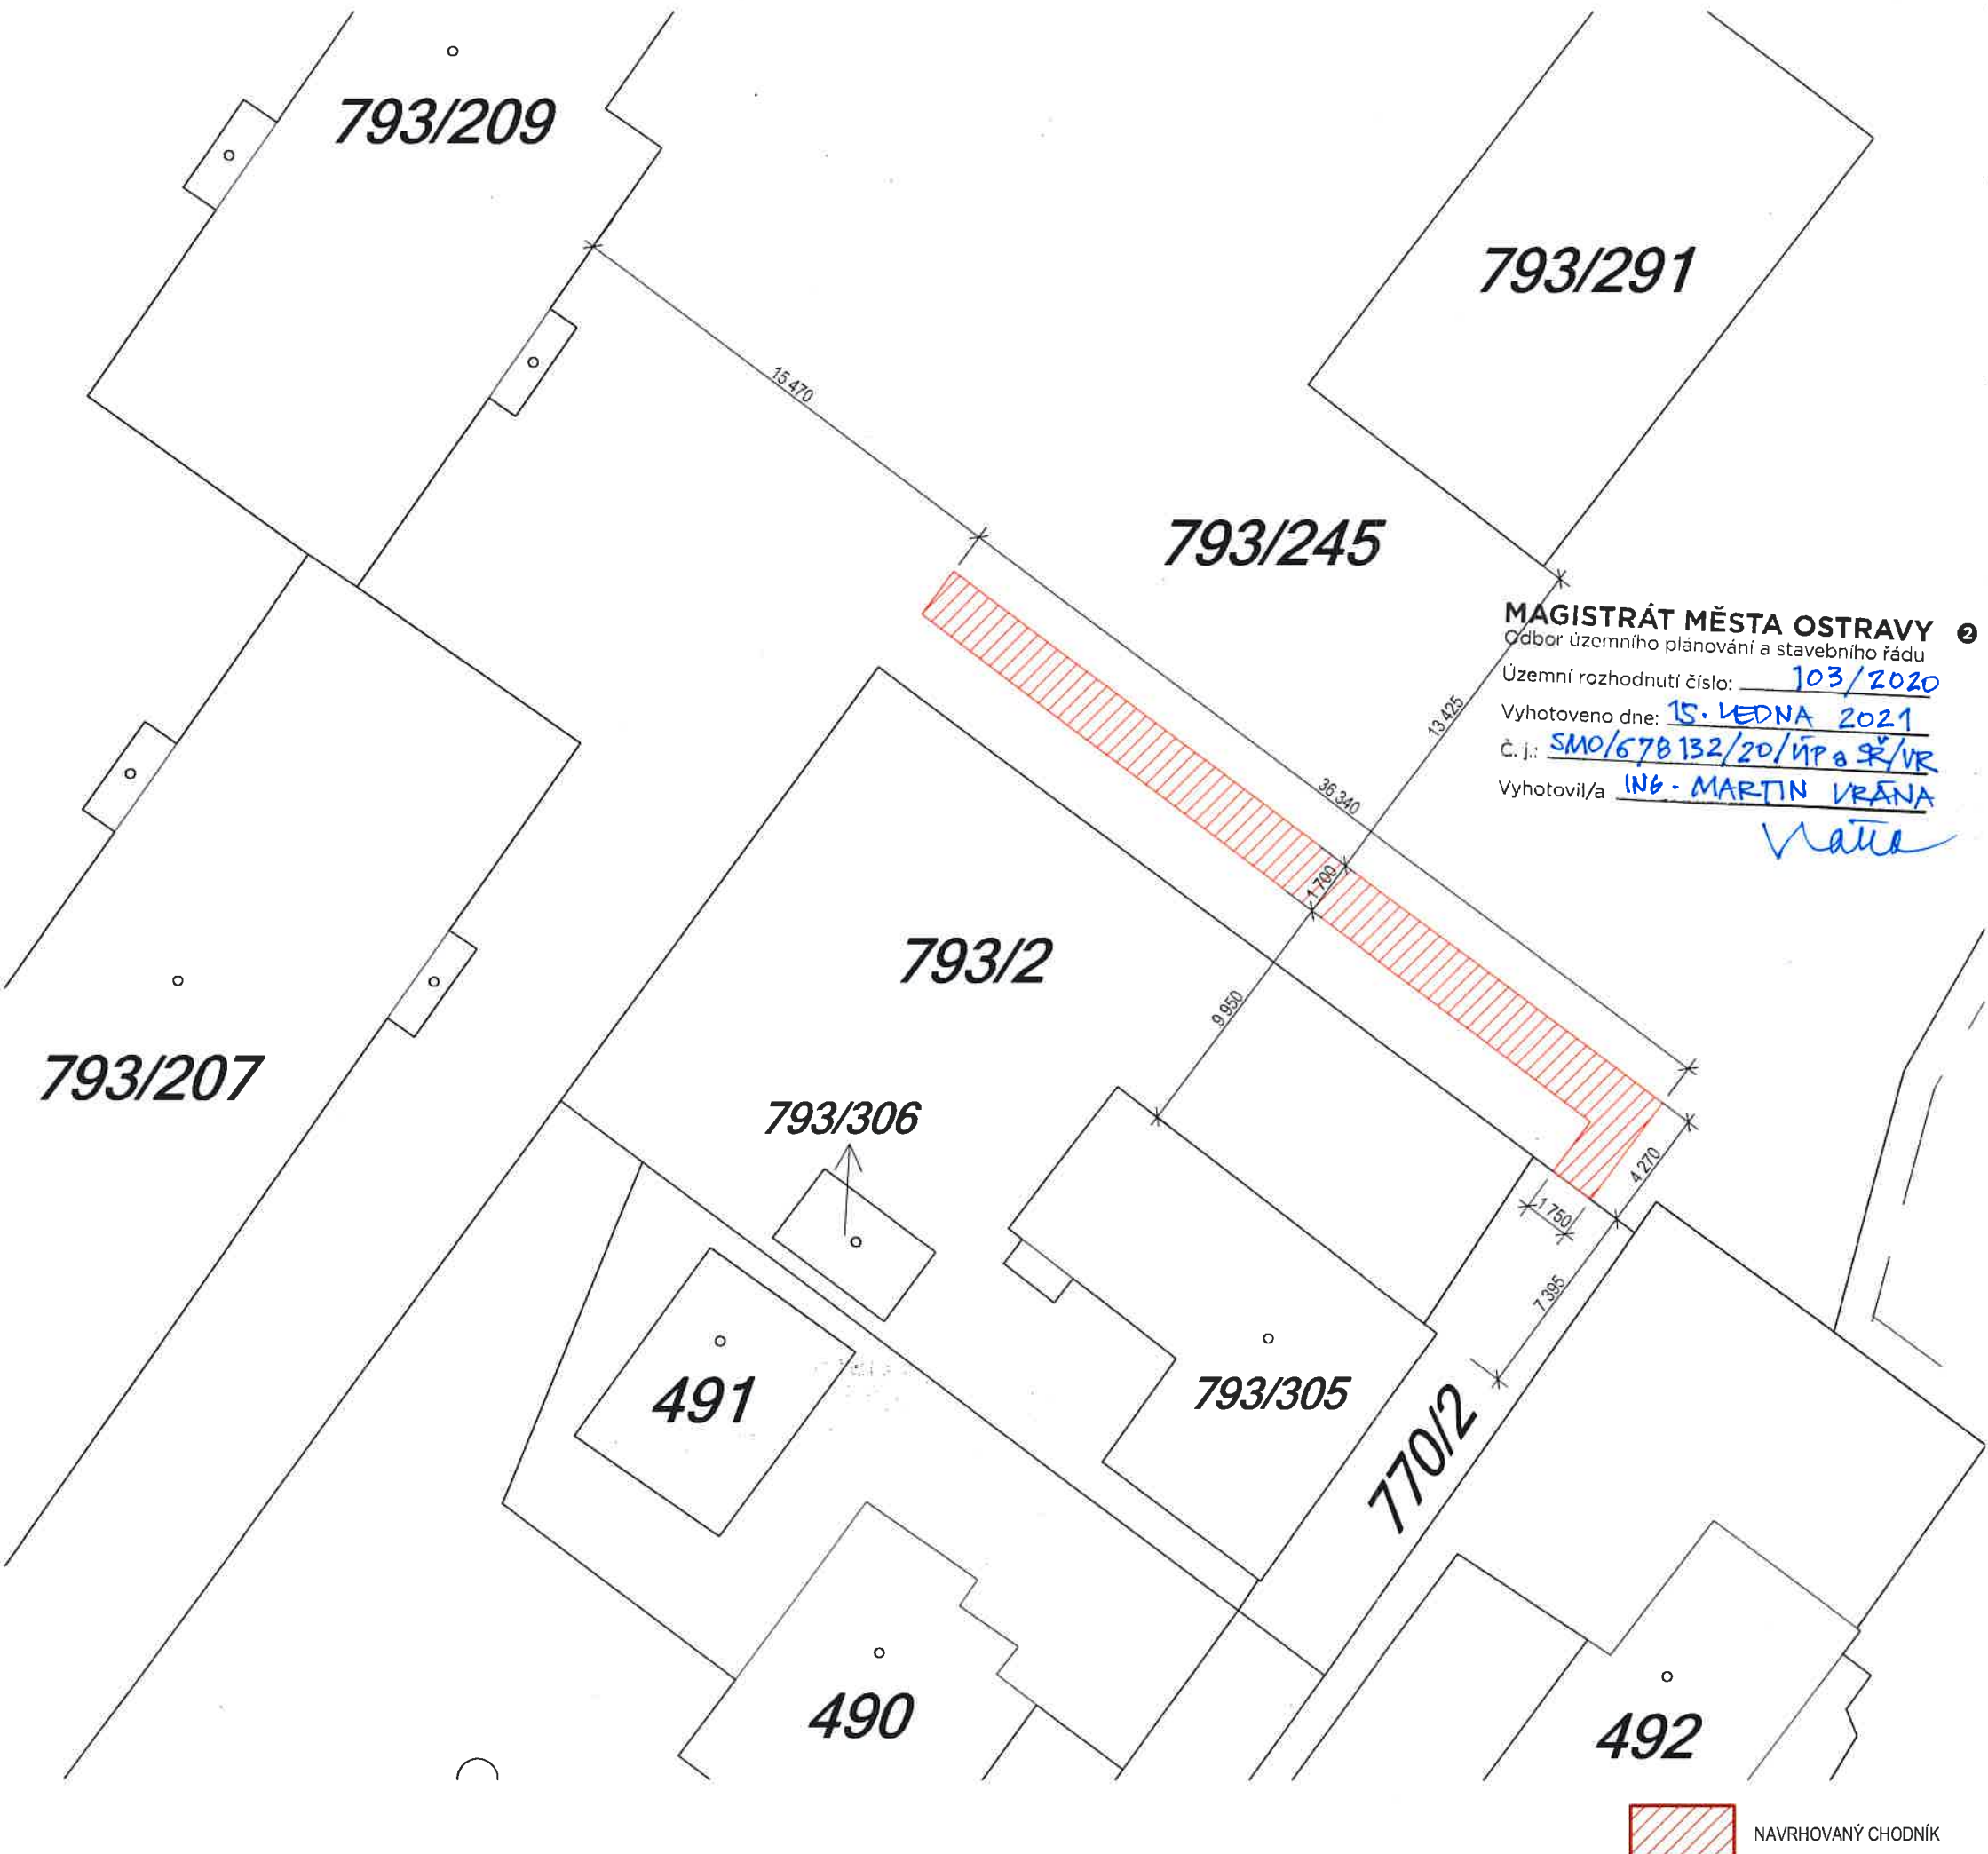 793/209
793/291
15 470
793/245
MAGISTRÁT MĚSTA OSTRAVY 2
Odbor územního plánování a stavebního řádu
Územní rozhodnutí číslo: 103/2020
Vyhotoveno dne: 15. LEDNA 2021
Č. j.: SMO/678132/20/ÚPaSŘ/VR
Vyhotovil/a ING. MARTIN VRÁNA
13 425
36 340
1 700
793/2
9 950
793/207
793/306
4 270
1 750
7 395
491
793/305
770/2
490
492
NAVRHOVANÝ CHODNÍK